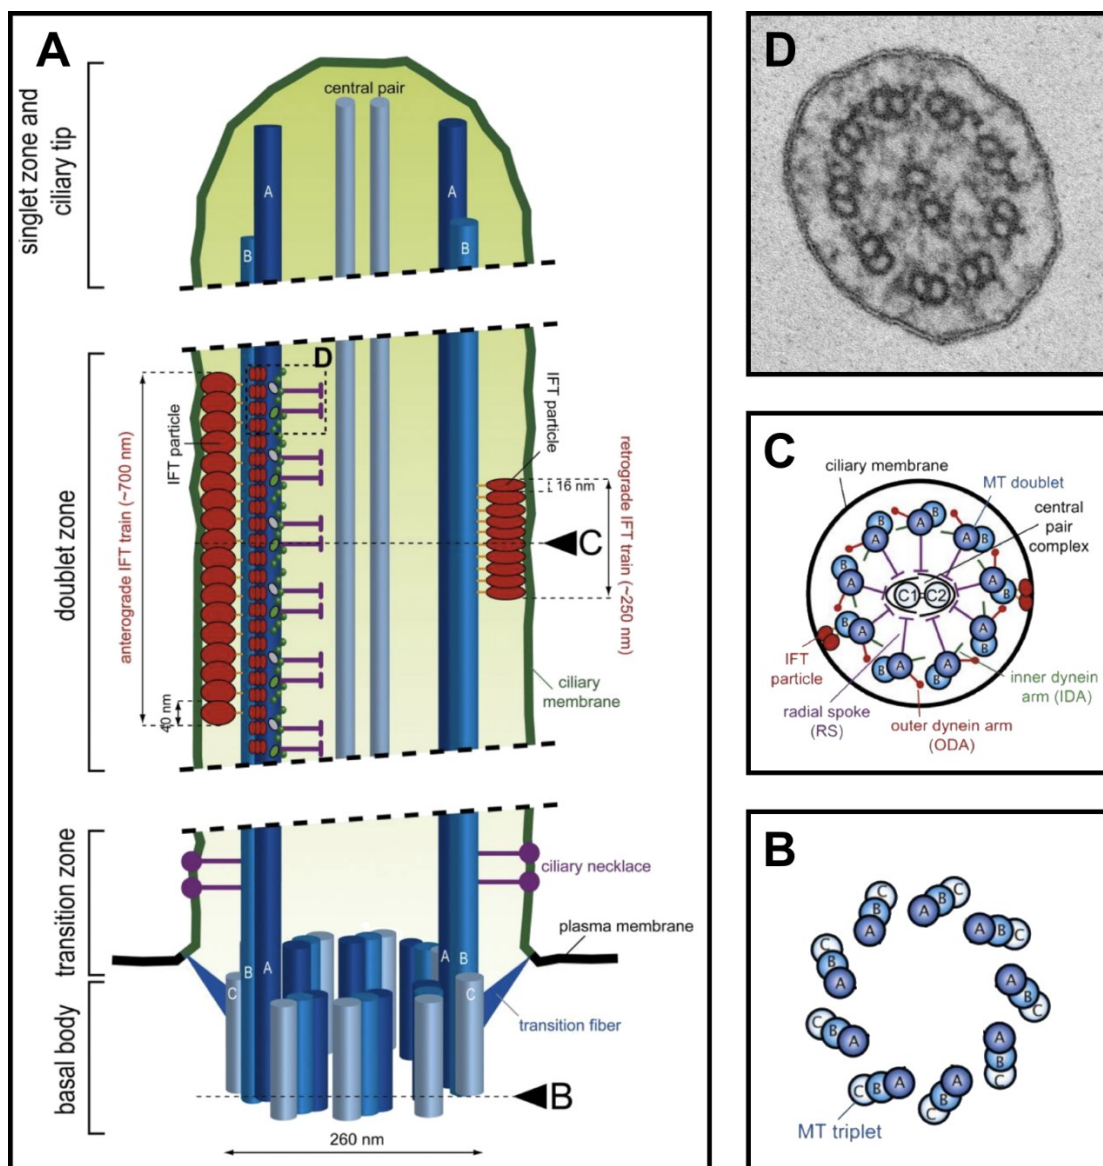 A
singlet zone and
ciliary tip
central pair
A
B
A
B
doublet zone
anterograde IFT train (~700 nm)
40 nm
IFT particle
D
IFT particle
16 nm
retrograde IFT train (~250 nm)
C
ciliary
membrane
transition zone
ciliary necklace
plasma membrane
basal body
C
B
A
A
B
C
transition fiber
B
260 nm
D
C
ciliary membrane
MT doublet
central
pair
complex
B
A
A
B
A
B
B
A
A
B
B
A
C1
C2
B
A
A
B
B
A
A
B
IFT
particle
radial spoke
(RS)
outer dynein arm
(ODA)
inner dynein
arm (IDA)
B
C
B
A
A
B
C
A
B
C
C
B
A
A
B
C
C
B
A
A
B
C
C
B
A
A
B
C
MT triplet